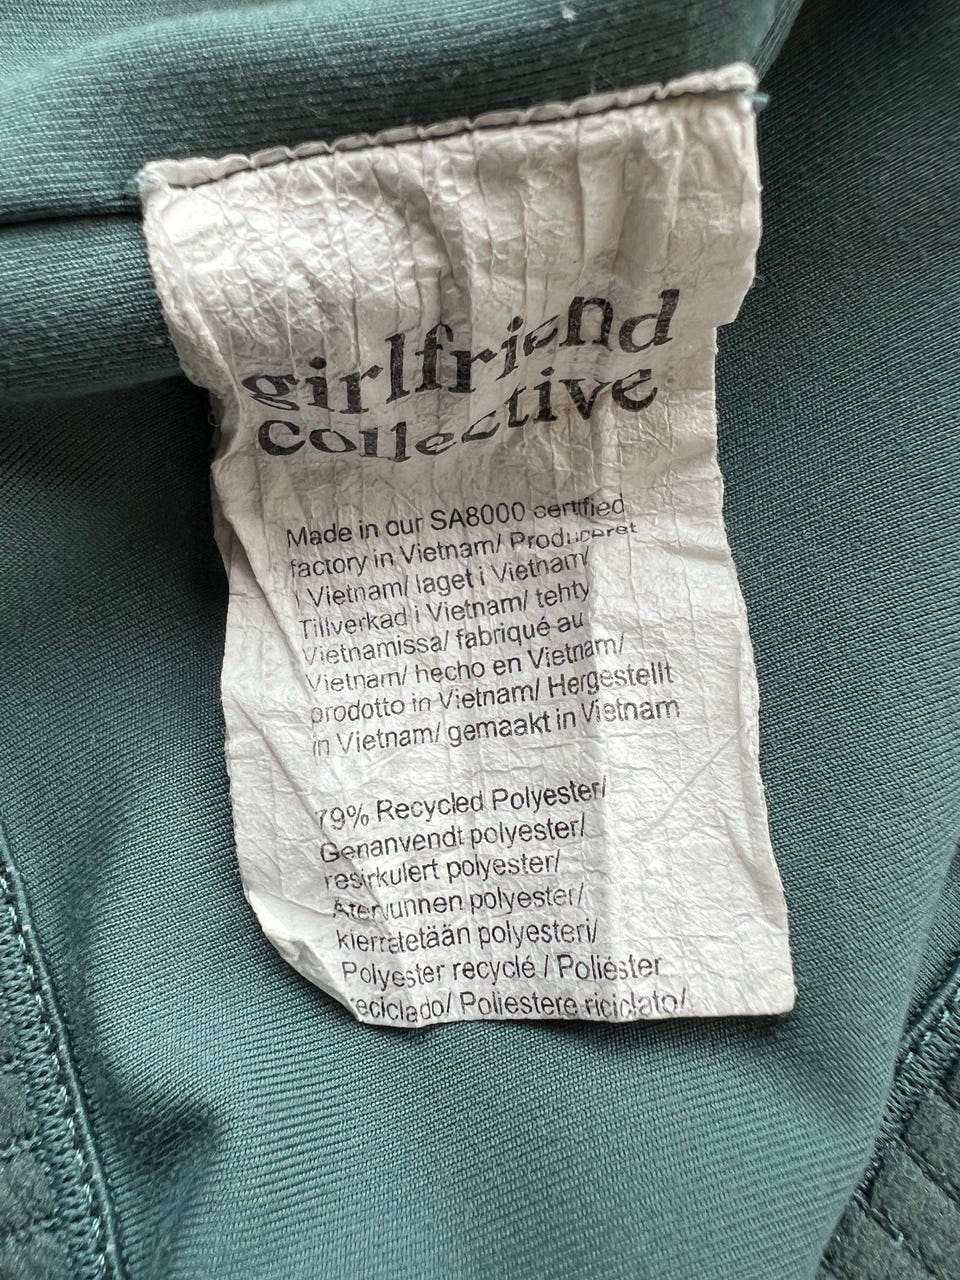 girlfriend
collective
Made in our SA8000 certified
factory in Vietnam/ Produceret
i Vietnam/ laget i Vietnam/
Tillverkad i Vietnam/ tehty
Vietnamissa/ fabriqué au
Vietnam/ hecho en Vietnam/
prodotto in Vietnam/ Hergestellt
in Vietnam/ gemaakt in Vietnam
79% Recycled Polyester/
Genanvendt polyester/
resirkulert polyester/
Återvunnen polyester/
kierrätetään polyesteri/
Polyester recyclé / Poliéster
reciclado/ Poliestere riciclato/